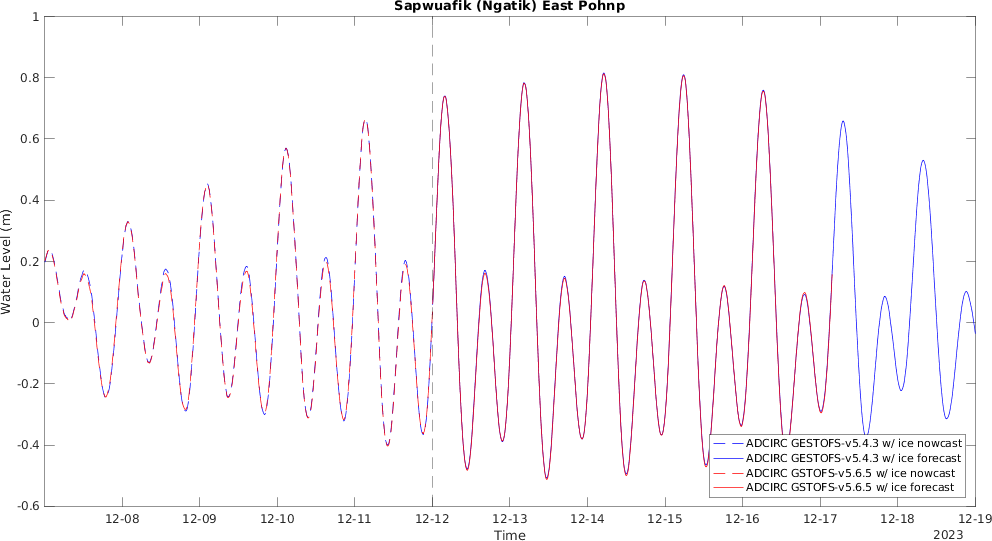 Sapwuafik (Ngatik) East Pohnp
1
0.8
0.6
0.4
0.2
0
-0.2
-0.4
-0.6
Water Level (m)
12-08 12-09 12-10 12-11 12-12 12-13 12-14 12-15 12-16 12-17 12-18 12-19
Time
2023
ADCIRC GESTOFS-v5.4.3 w/ ice nowcast
ADCIRC GESTOFS-v5.4.3 w/ ice forecast
ADCIRC GSTOFS-v5.6.5 w/ ice nowcast
ADCIRC GSTOFS-v5.6.5 w/ ice forecast